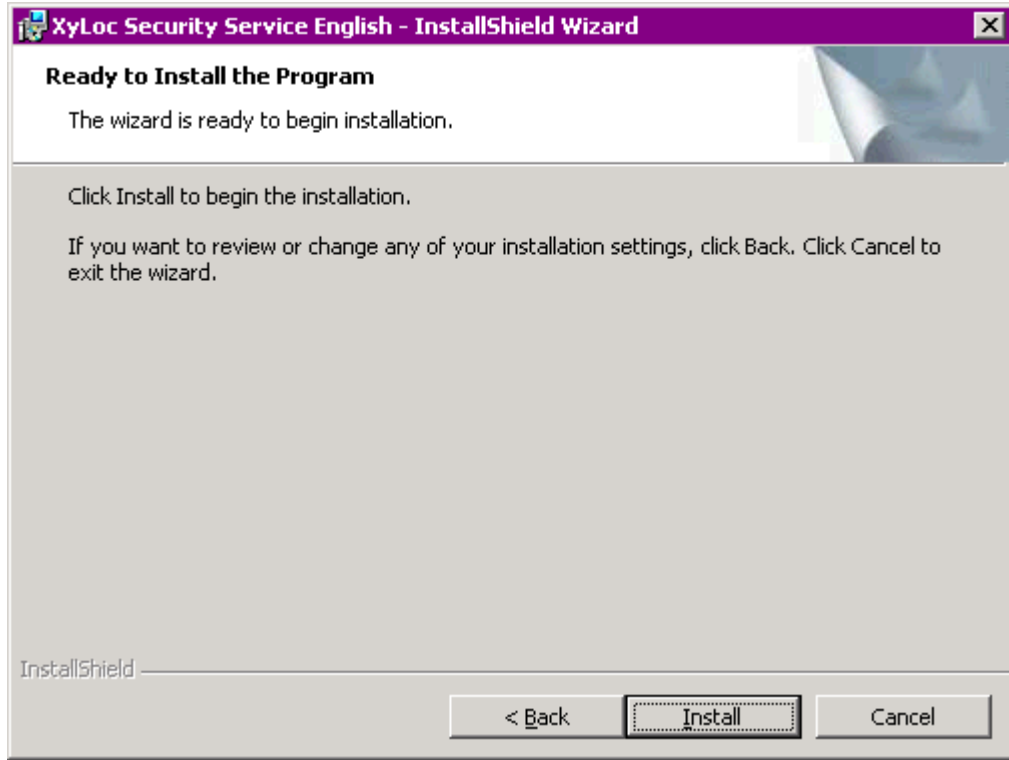 XyLoc Security Service English - InstallShield Wizard
Ready to Install the Program
The wizard is ready to begin installation.
Click Install to begin the installation.
If you want to review or change any of your installation settings, click Back. Click Cancel to
exit the wizard.
InstallShield
< Back
Install
Cancel